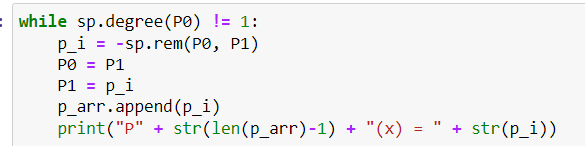 : while sp.degree(P0) != 1:
    p_i = -sp.rem(P0, P1)
    P0 = P1
    P1 = p_i
    p_arr.append(p_i)
    print("P" + str(len(p_arr)-1) + "(x) = " + str(p_i))